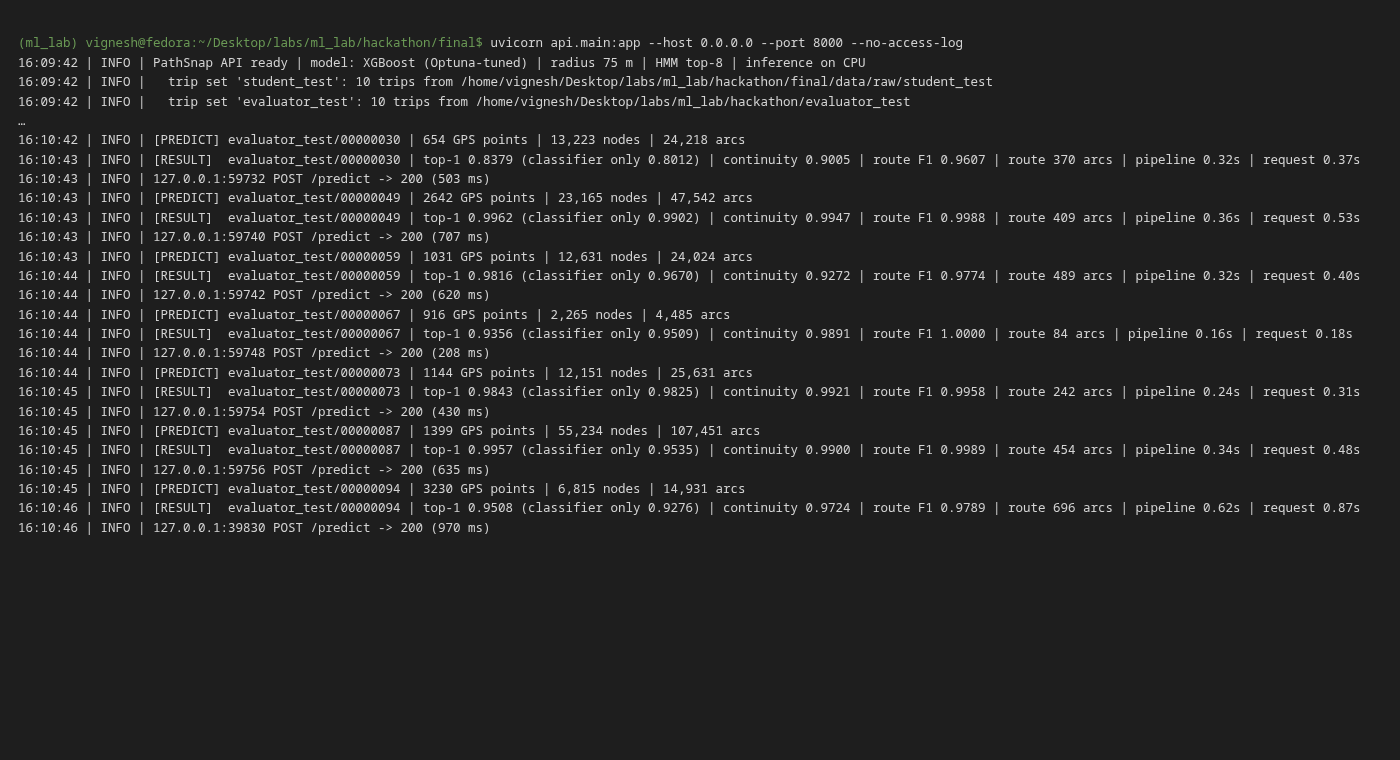 (ml_lab) vignesh@fedora:~/Desktop/labs/ml_lab/hackathon/final$ uvicorn api.main:app --host 0.0.0.0 --port 8000 --no-access-log
16:09:42 | INFO | PathSnap API ready | model: XGBoost (Optuna-tuned) | radius 75 m | HMM top-8 | inference on CPU
16:09:42 | INFO |   trip set 'student_test': 10 trips from /home/vignesh/Desktop/labs/ml_lab/hackathon/final/data/raw/student_test
16:09:42 | INFO |   trip set 'evaluator_test': 10 trips from /home/vignesh/Desktop/labs/ml_lab/hackathon/evaluator_test
…
16:10:42 | INFO | [PREDICT] evaluator_test/00000030 | 654 GPS points | 13,223 nodes | 24,218 arcs
16:10:43 | INFO | [RESULT]  evaluator_test/00000030 | top-1 0.8379 (classifier only 0.8012) | continuity 0.9005 | route F1 0.9607 | route 370 arcs | pipeline 0.32s | request 0.37s
16:10:43 | INFO | 127.0.0.1:59732 POST /predict -> 200 (503 ms)
16:10:43 | INFO | [PREDICT] evaluator_test/00000049 | 2642 GPS points | 23,165 nodes | 47,542 arcs
16:10:43 | INFO | [RESULT]  evaluator_test/00000049 | top-1 0.9962 (classifier only 0.9902) | continuity 0.9947 | route F1 0.9988 | route 409 arcs | pipeline 0.36s | request 0.53s
16:10:43 | INFO | 127.0.0.1:59740 POST /predict -> 200 (707 ms)
16:10:43 | INFO | [PREDICT] evaluator_test/00000059 | 1031 GPS points | 12,631 nodes | 24,024 arcs
16:10:44 | INFO | [RESULT]  evaluator_test/00000059 | top-1 0.9816 (classifier only 0.9670) | continuity 0.9272 | route F1 0.9774 | route 489 arcs | pipeline 0.32s | request 0.40s
16:10:44 | INFO | 127.0.0.1:59742 POST /predict -> 200 (620 ms)
16:10:44 | INFO | [PREDICT] evaluator_test/00000067 | 916 GPS points | 2,265 nodes | 4,485 arcs
16:10:44 | INFO | [RESULT]  evaluator_test/00000067 | top-1 0.9356 (classifier only 0.9509) | continuity 0.9891 | route F1 1.0000 | route 84 arcs | pipeline 0.16s | request 0.18s
16:10:44 | INFO | 127.0.0.1:59748 POST /predict -> 200 (208 ms)
16:10:44 | INFO | [PREDICT] evaluator_test/00000073 | 1144 GPS points | 12,151 nodes | 25,631 arcs
16:10:45 | INFO | [RESULT]  evaluator_test/00000073 | top-1 0.9843 (classifier only 0.9825) | continuity 0.9921 | route F1 0.9958 | route 242 arcs | pipeline 0.24s | request 0.31s
16:10:45 | INFO | 127.0.0.1:59754 POST /predict -> 200 (430 ms)
16:10:45 | INFO | [PREDICT] evaluator_test/00000087 | 1399 GPS points | 55,234 nodes | 107,451 arcs
16:10:45 | INFO | [RESULT]  evaluator_test/00000087 | top-1 0.9957 (classifier only 0.9535) | continuity 0.9900 | route F1 0.9989 | route 454 arcs | pipeline 0.34s | request 0.48s
16:10:45 | INFO | 127.0.0.1:59756 POST /predict -> 200 (635 ms)
16:10:45 | INFO | [PREDICT] evaluator_test/00000094 | 3230 GPS points | 6,815 nodes | 14,931 arcs
16:10:46 | INFO | [RESULT]  evaluator_test/00000094 | top-1 0.9508 (classifier only 0.9276) | continuity 0.9724 | route F1 0.9789 | route 696 arcs | pipeline 0.62s | request 0.87s
16:10:46 | INFO | 127.0.0.1:39830 POST /predict -> 200 (970 ms)